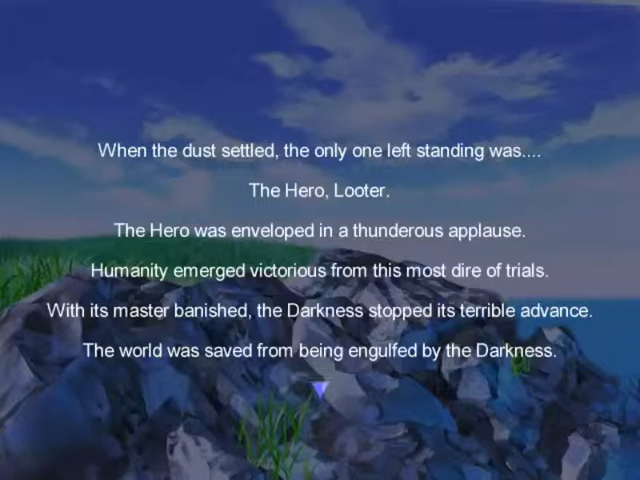 When the dust settled, the only one left standing was....
The Hero, Looter.
The Hero was enveloped in a thunderous applause.
Humanity emerged victorious from this most dire of trials.
With its master banished, the Darkness stopped its terrible advance.
The world was saved from being engulfed by the Darkness.